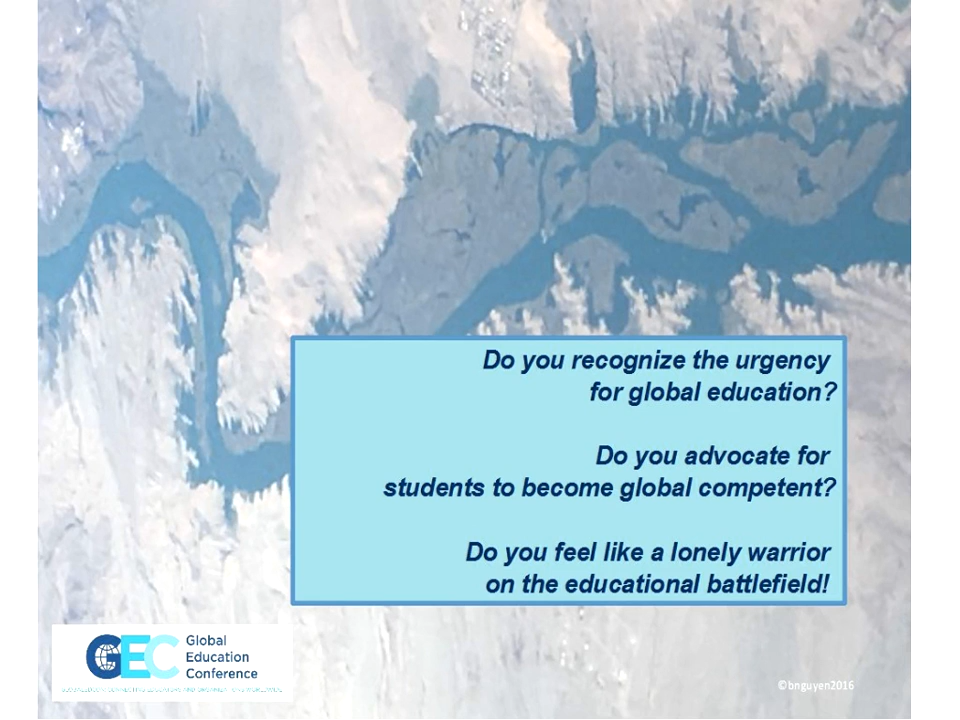 Do you recognize the urgency
for global education?
Do you advocate for
students to become global competent?
Do you feel like a lonely warrior
on the educational battlefield!
GEC
Global
Education
Conference
©bnguyen2016